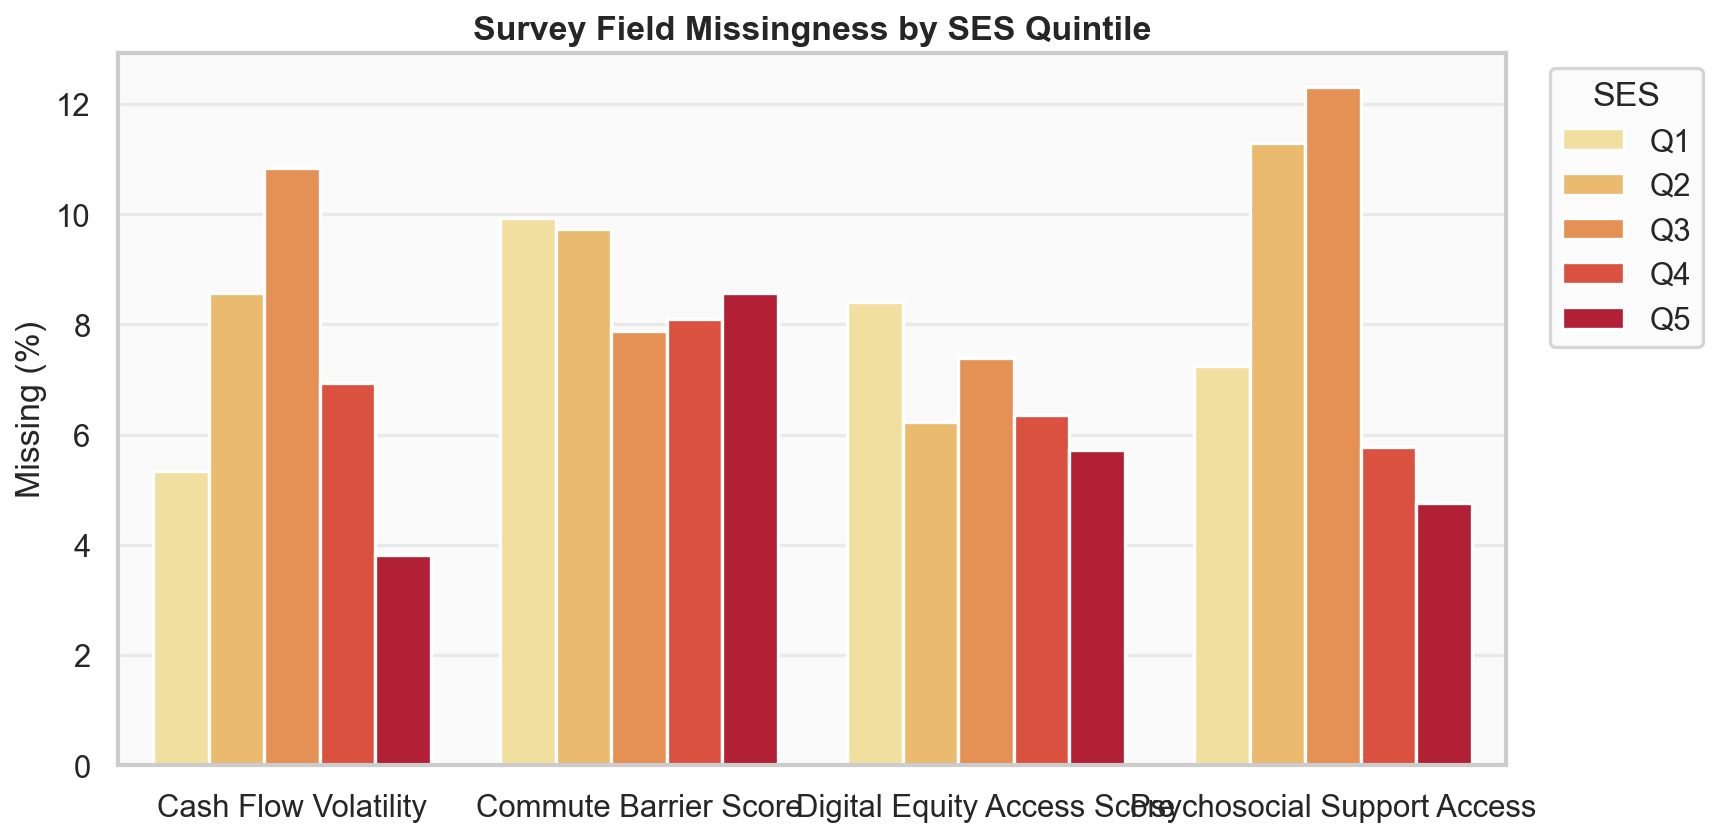 Survey Field Missingness by SES Quintile
SES
Q1
Q2
Q3
Q4
Q5
Missing (%)
12
10
8
6
4
2
0
Cash Flow Volatility
Commute Barrier Score
Digital Equity Access Score
Psychosocial Support Access